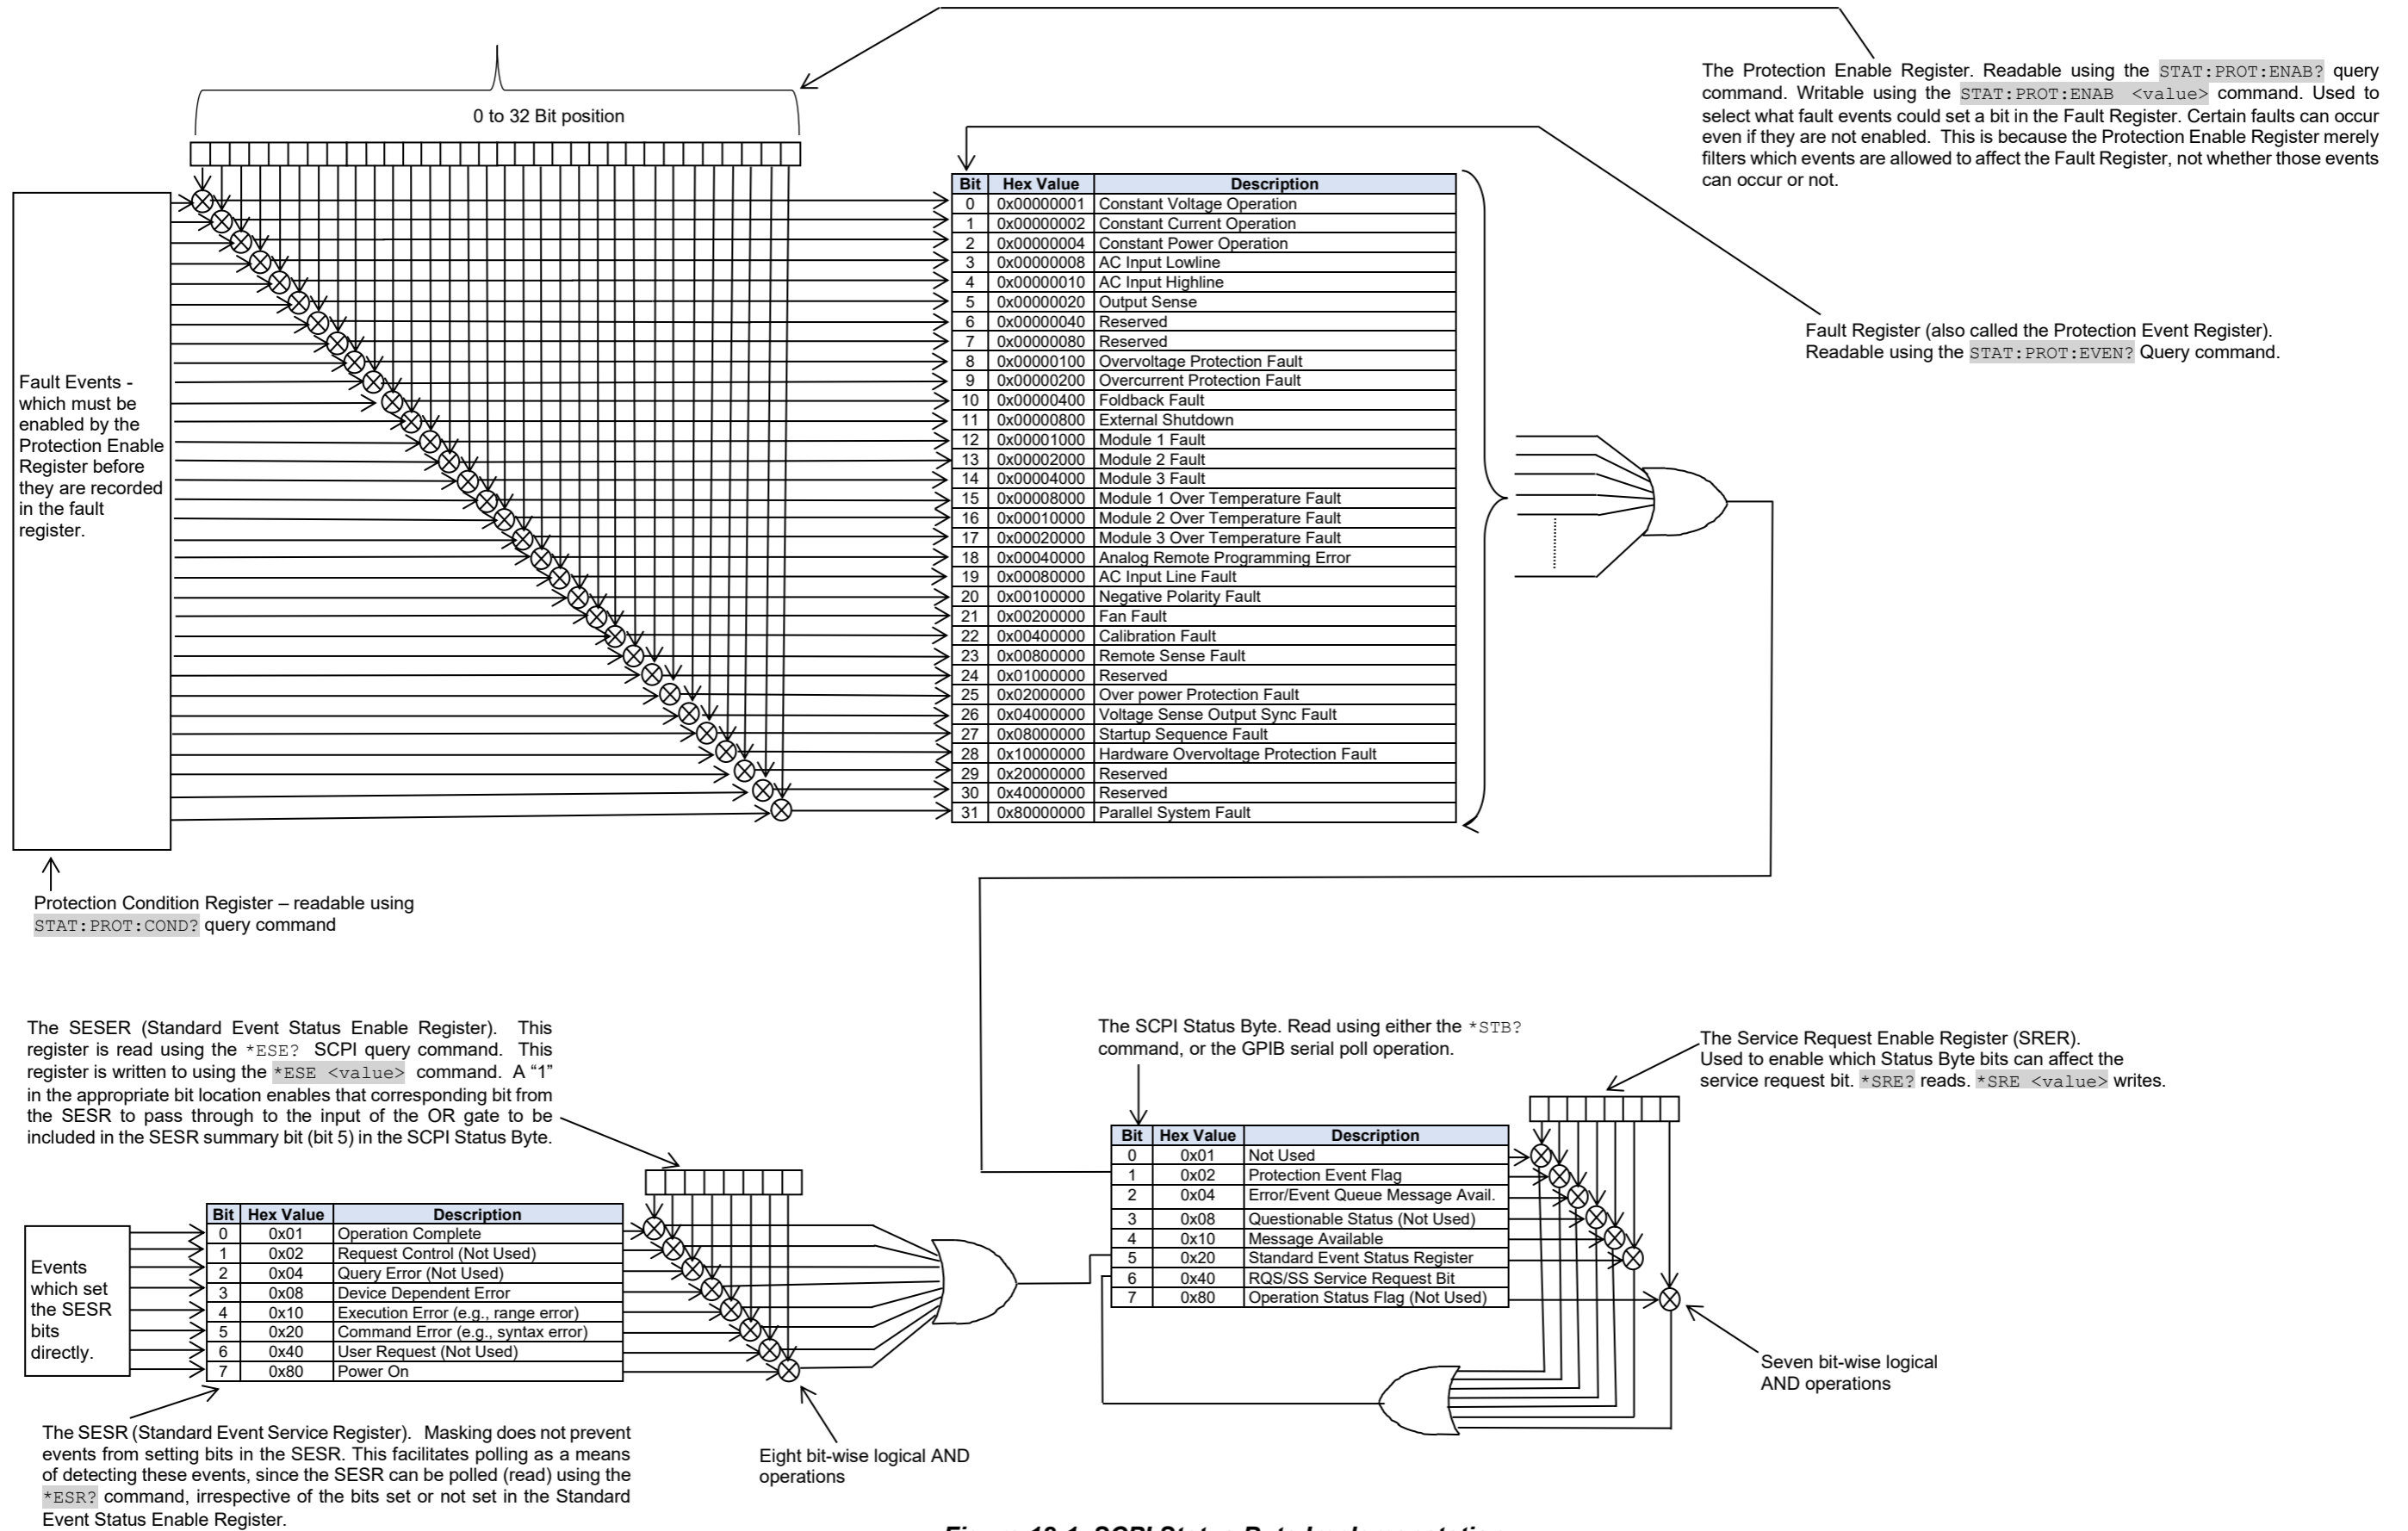 The Protection Enable Register. Readable using the STAT:PROT:ENAB? query
command. Writable using the STAT:PROT:ENAB <value> command. Used to
select what fault events could set a bit in the Fault Register. Certain faults can occur
even if they are not enabled. This is because the Protection Enable Register merely
filters which events are allowed to affect the Fault Register, not whether those events
can occur or not.
0 to 32 Bit position
Bit Hex Value Description
0 0x00000001 Constant Voltage Operation
1 0x00000002 Constant Current Operation
2 0x00000004 Constant Power Operation
3 0x00000008 AC Input Lowline
4 0x00000010 AC Input Highline
5 0x00000020 Output Sense
6 0x00000040 Reserved
7 0x00000080 Reserved
8 0x00000100 Overvoltage Protection Fault
9 0x00000200 Overcurrent Protection Fault
10 0x00000400 Foldback Fault
11 0x00000800 External Shutdown
12 0x00001000 Module 1 Fault
13 0x00002000 Module 2 Fault
14 0x00004000 Module 3 Fault
15 0x00008000 Module 1 Over Temperature Fault
16 0x00010000 Module 2 Over Temperature Fault
17 0x00020000 Module 3 Over Temperature Fault
18 0x00040000 Analog Remote Programming Error
19 0x00080000 AC Input Line Fault
20 0x00100000 Negative Polarity Fault
21 0x00200000 Fan Fault
22 0x00400000 Calibration Fault
23 0x00800000 Remote Sense Fault
24 0x01000000 Reserved
25 0x02000000 Over power Protection Fault
26 0x04000000 Voltage Sense Output Sync Fault
27 0x08000000 Startup Sequence Fault
28 0x10000000 Hardware Overvoltage Protection Fault
29 0x20000000 Reserved
30 0x40000000 Reserved
31 0x80000000 Parallel System Fault
Fault Register (also called the Protection Event Register).
Readable using the STAT:PROT:EVEN? Query command.
Fault Events -
which must be
enabled by the
Protection Enable
Register before
they are recorded
in the fault
register.
Protection Condition Register – readable using
STAT:PROT:COND? query command
The SESER (Standard Event Status Enable Register). This
register is read using the *ESE? SCPI query command. This
register is written to using the *ESE <value> command. A “1”
in the appropriate bit location enables that corresponding bit from
the SESR to pass through to the input of the OR gate to be
included in the SESR summary bit (bit 5) in the SCPI Status Byte.
The SCPI Status Byte. Read using either the *STB?
command, or the GPIB serial poll operation.
The Service Request Enable Register (SRER).
Used to enable which Status Byte bits can affect the
service request bit. *SRE? reads. *SRE <value> writes.
Bit Hex Value Description
0 0x01 Not Used
1 0x02 Protection Event Flag
2 0x04 Error/Event Queue Message Avail.
3 0x08 Questionable Status (Not Used)
4 0x10 Message Available
5 0x20 Standard Event Status Register
6 0x40 RQS/SS Service Request Bit
7 0x80 Operation Status Flag (Not Used)
Events
which set
the SESR
bits
directly.
Bit Hex Value Description
0 0x01 Operation Complete
1 0x02 Request Control (Not Used)
2 0x04 Query Error (Not Used)
3 0x08 Device Dependent Error
4 0x10 Execution Error (e.g., range error)
5 0x20 Command Error (e.g., syntax error)
6 0x40 User Request (Not Used)
7 0x80 Power On
Seven bit-wise logical
AND operations
Eight bit-wise logical AND
operations
The SESR (Standard Event Service Register). Masking does not prevent
events from setting bits in the SESR. This facilitates polling as a means
of detecting these events, since the SESR can be polled (read) using the
*ESR? command, irrespective of the bits set or not set in the Standard
Event Status Enable Register.
SCPI Status Byte